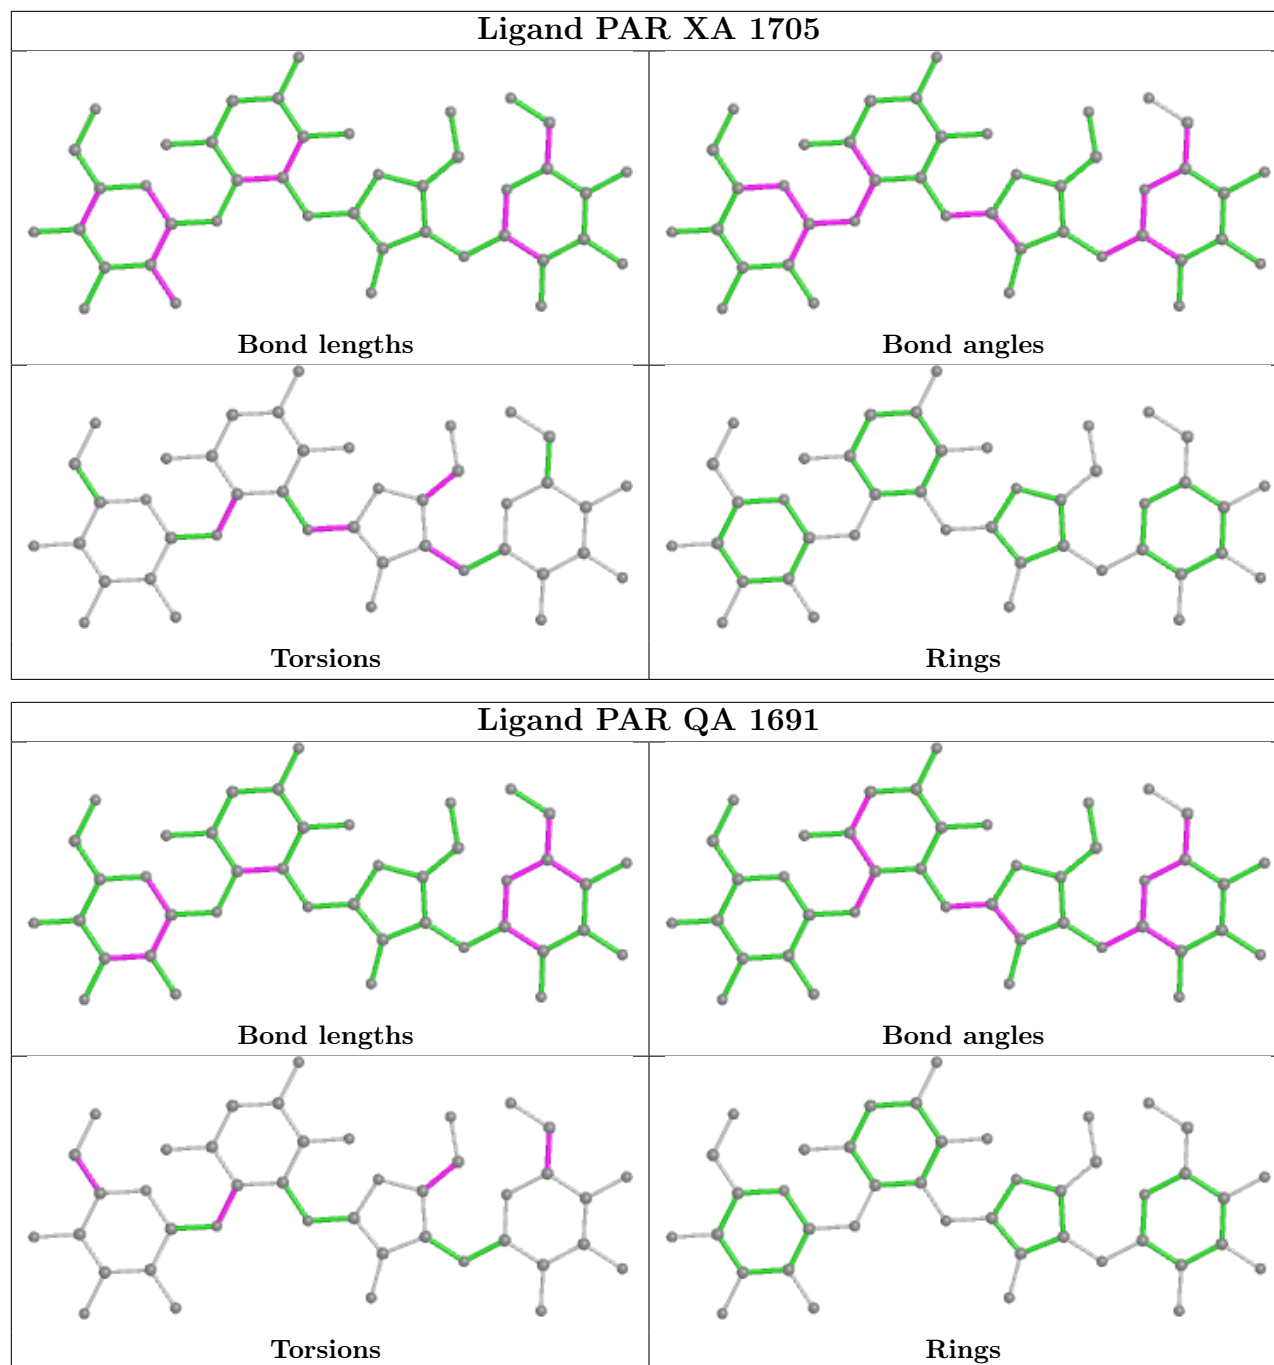 Ligand PAR XA 1705
Bond lengths
Bond angles
Torsions
Rings
Ligand PAR QA 1691
Bond lengths
Bond angles
Torsions
Rings